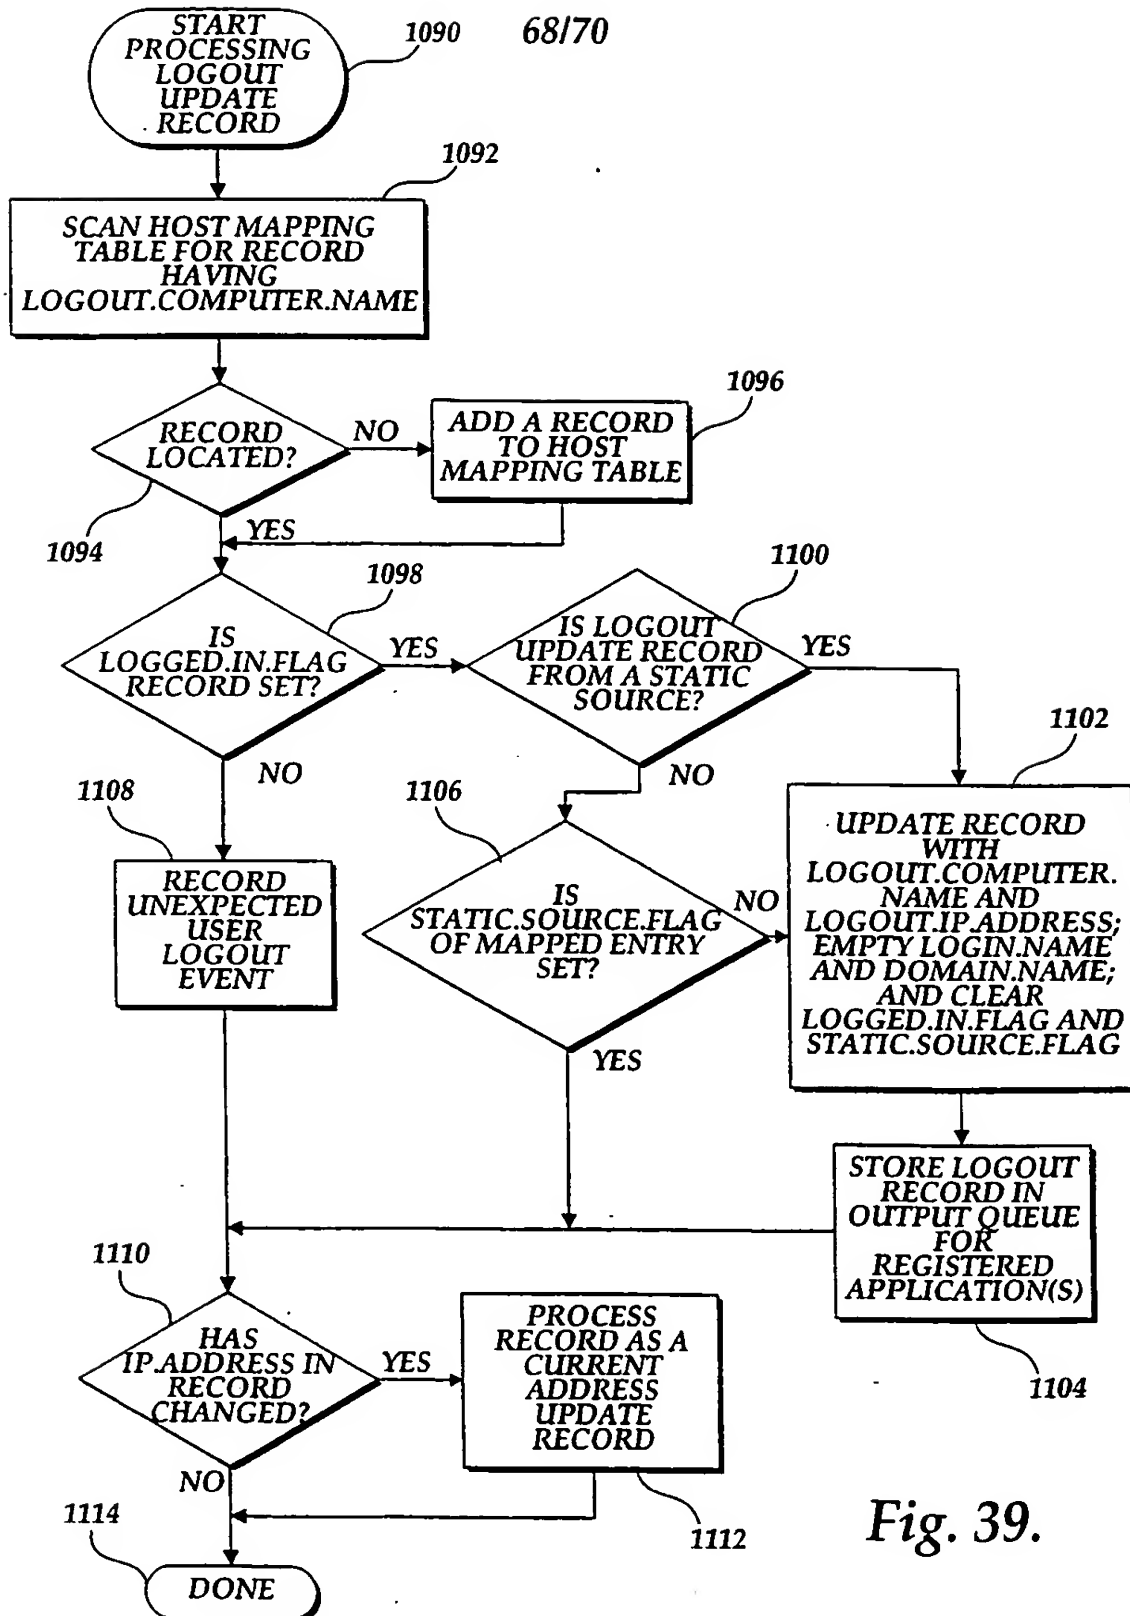 START
PROCESSING
LOGOUT
UPDATE
RECORD
1090
68/70
1092
SCAN HOST MAPPING
TABLE FOR RECORD
HAVING
LOGOUT.COMPUTER.NAME
RECORD
LOCATED?
NO
1096
ADD A RECORD
TO HOST
MAPPING TABLE
1094
YES
1098
IS
LOGGED.IN.FLAG
RECORD SET?
YES
1100
IS LOGOUT
UPDATE RECORD
FROM A STATIC
SOURCE?
YES
NO
NO
1102
UPDATE RECORD
WITH
LOGOUT.COMPUTER.
NAME AND
LOGOUT.IP.ADDRESS;
EMPTY LOGIN.NAME
AND DOMAIN.NAME;
AND CLEAR
LOGGED.IN.FLAG AND
STATIC.SOURCE.FLAG
1108
RECORD
UNEXPECTED
USER
LOGOUT
EVENT
1106
IS
STATIC.SOURCE.FLAG
OF MAPPED ENTRY
SET?
NO
YES
STORE LOGOUT
RECORD IN
OUTPUT QUEUE
FOR
REGISTERED
APPLICATION(S)
1104
1110
HAS
IP.ADDRESS IN
RECORD
CHANGED?
YES
PROCESS
RECORD AS A
CURRENT
ADDRESS
UPDATE
RECORD
1112
NO
1114
DONE
Fig. 39.